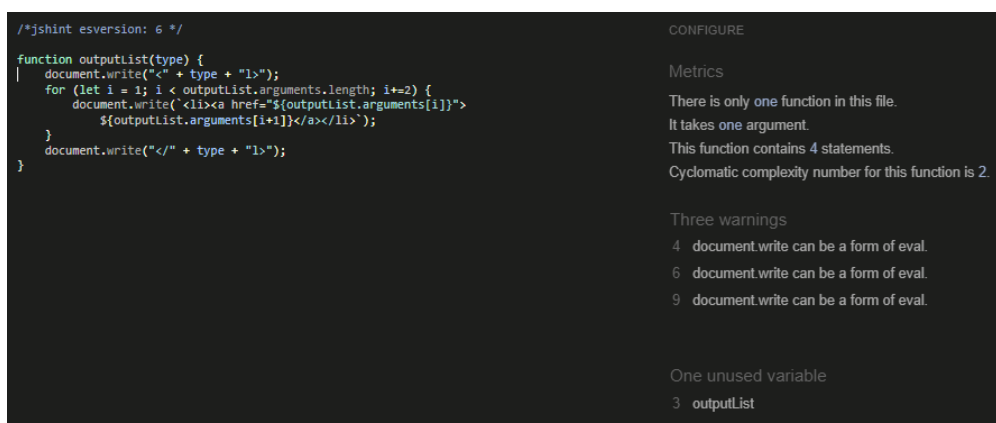 /*jshint esversion: 6 */
function outputList(type) {
    document.write("<" + type + "l>");
    for (let i = 1; i < outputList.arguments.length; i+=2) {
        document.write(`<li><a href="${outputList.arguments[i]}">
            ${outputList.arguments[i+1]}</a></li>`);
    }
    document.write("</" + type + "l>");
}
CONFIGURE
Metrics
There is only one function in this file.
It takes one argument.
This function contains 4 statements.
Cyclomatic complexity number for this function is 2.
Three warnings
4 document.write can be a form of eval.
6 document.write can be a form of eval.
9 document.write can be a form of eval.
One unused variable
3 outputList